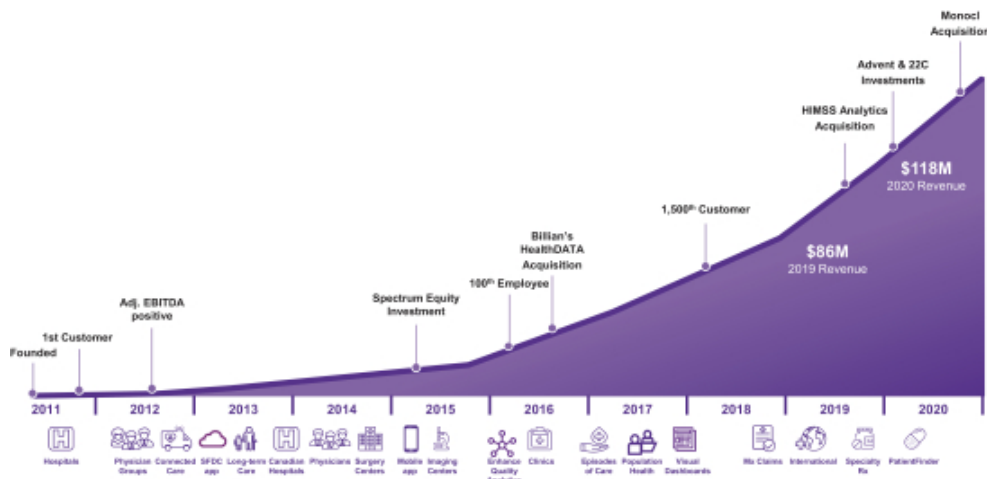 Monocl
Acquisition
Advent & 22C
Investments
HIMSS Analytics
Acquisition
$118M
2020 Revenue
1,500th Customer
$86M
2019 Revenue
Billian's
HealthDATA
Acquisition
100th Employee
Spectrum Equity
Investment
Adj. EBITDA
positive
1st Customer
Founded
2011 2012 2013 2014 2015 2016 2017 2018 2019 2020
Hospitals
Physician
Groups
Connected
Care
SFDC
app
Long-term
Care
Canadian
Hospitals
Physicians
Surgery
Centers
Mobile
app
Imaging
Centers
Enhance
Quality
Clinics
Episodes
of Care
Population
Health
Visual
Dashboards
Mx Claims
International
Specialty
Rx
PatientFinder